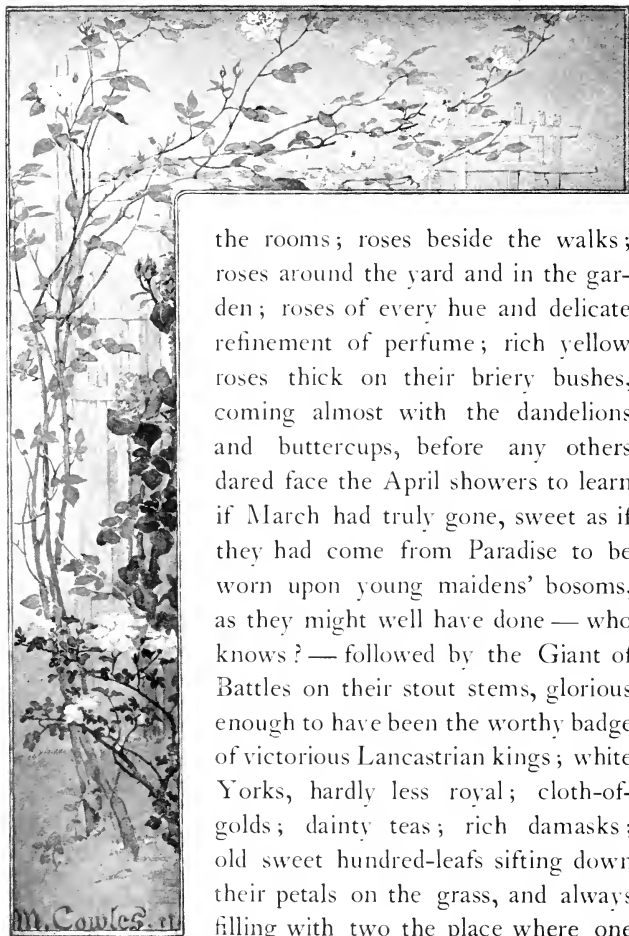 the rooms; roses beside the walks;
roses around the yard and in the gar-
den; roses of every hue and delicate
refinement of perfume; rich yellow
roses thick on their briery bushes,
coming almost with the dandelions
and buttercups, before any others
dared face the April showers to learn
if March had truly gone, sweet as if
they had come from Paradise to be
worn upon young maidens' bosoms,
as they might well have done — who
knows? — followed by the Giant of
Battles on their stout stems, glorious
enough to have been the worthy badge
of victorious Lancastrian kings; white
Yorks, hardly less royal; cloth-of-
golds; dainty teas; rich damasks;
old sweet hundred-leafs sifting down
their petals on the grass, and always
filling with two the place where one
M. Cowles.